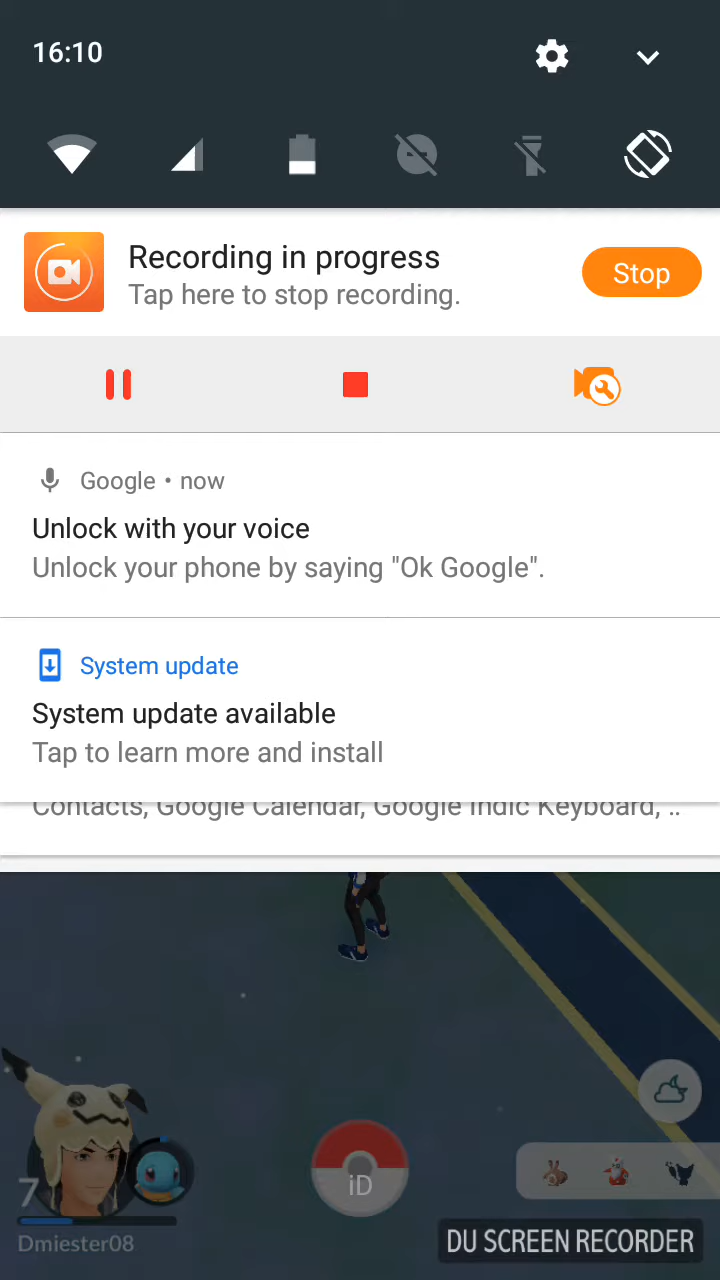 16:10
Recording in progress
Tap here to stop recording.
Stop
Google • now
Unlock with your voice
Unlock your phone by saying "Ok Google".
System update
System update available
Tap to learn more and install
Contacts, Google Calendar, Google Indic Keyboard, ..
7
iD
Dmiester08
DU SCREEN RECORDER